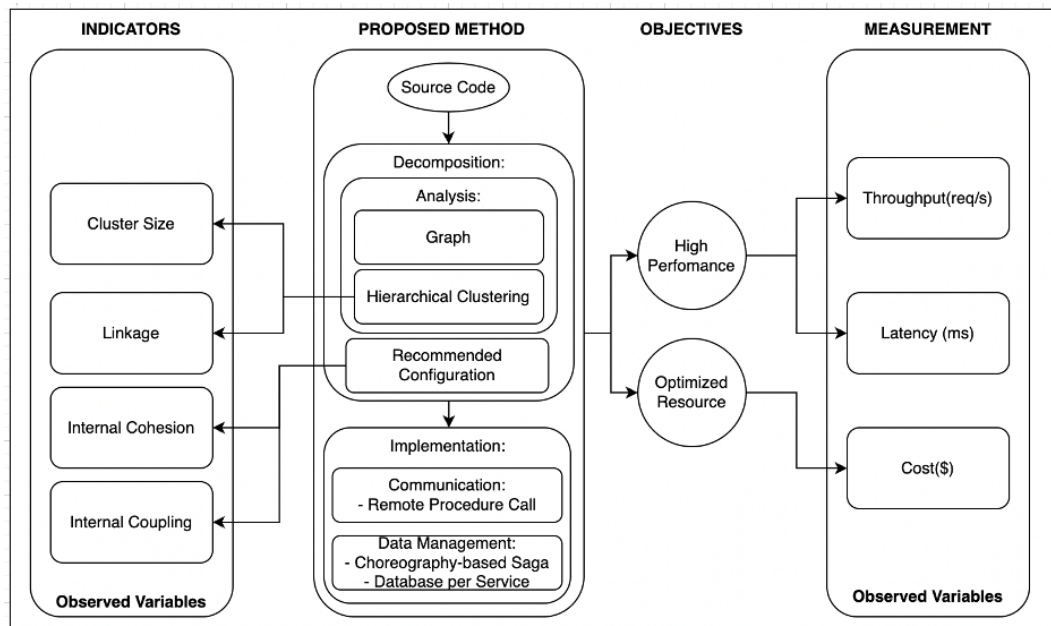 INDICATORS
PROPOSED METHOD
OBJECTIVES
MEASUREMENT
Cluster Size
Linkage
Internal Cohesion
Internal Coupling
Observed Variables
Source Code
Decomposition:
Analysis:
Graph
Hierarchical Clustering
Recommended
Configuration
Implementation:
Communication:
- Remote Procedure Call
Data Management:
- Choreography-based Saga
- Database per Service
High
Perfomance
Optimized
Resource
Throughput(req/s)
Latency (ms)
Cost($)
Observed Variables